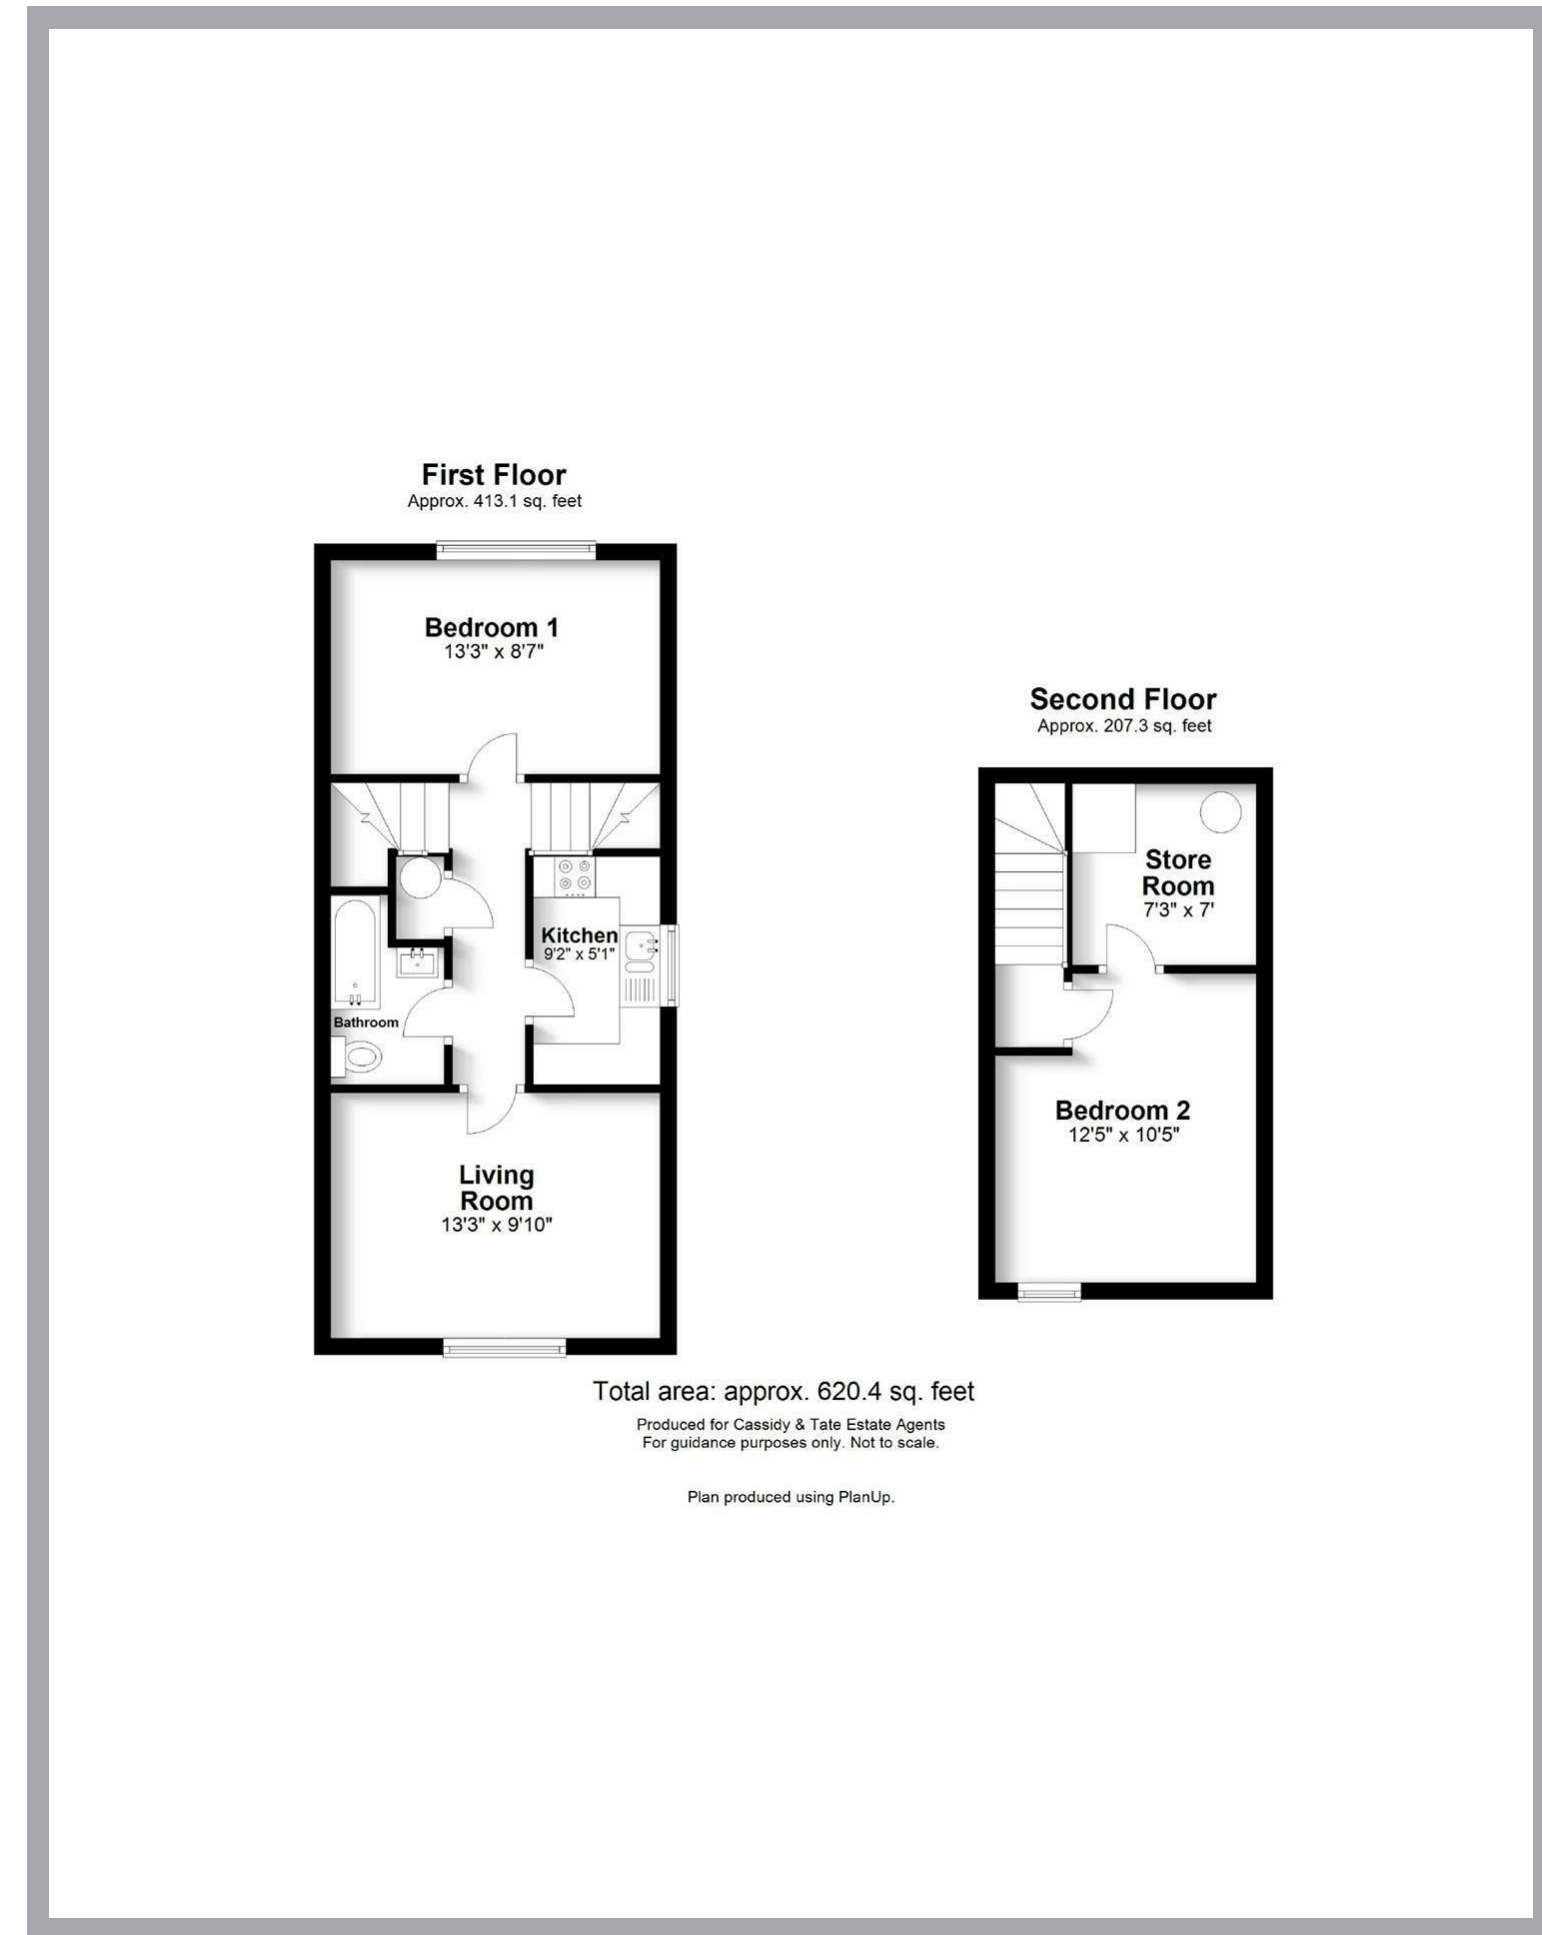 First Floor
Approx. 413.1 sq. feet
Bedroom 1
13'3" x 8'7"
Kitchen
9'2" x 5'1"
Bathroom
Living
Room
13'3" x 9'10"
Second Floor
Approx. 207.3 sq. feet
Store
Room
7'3" x 7'
Bedroom 2
12'5" x 10'5"
Total area: approx. 620.4 sq. feet
Produced for Cassidy & Tate Estate Agents
For guidance purposes only. Not to scale.
Plan produced using PlanUp.